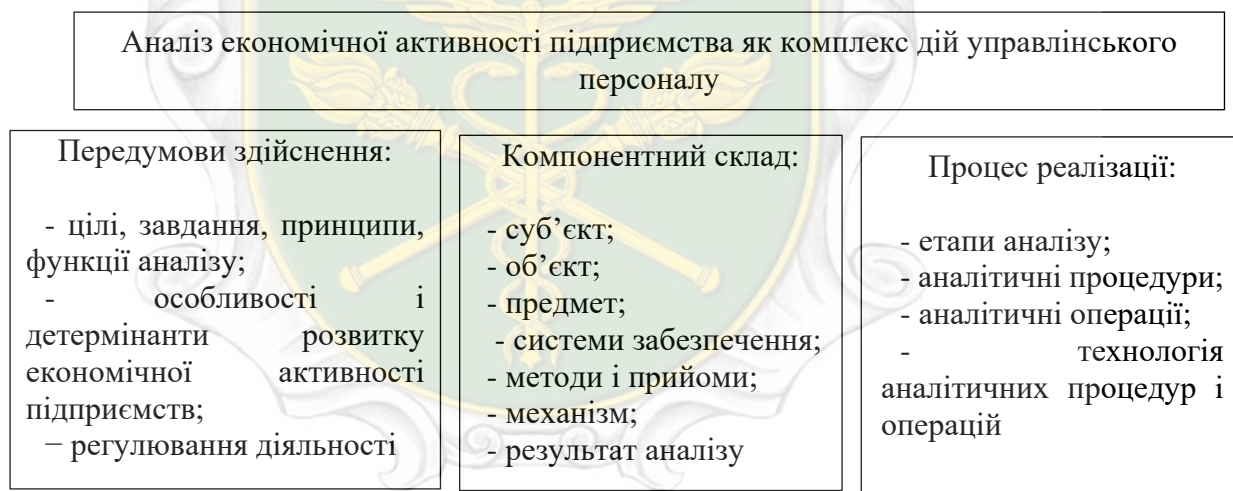 Аналіз економічної активності підприємства як комплекс дій управлінського
персоналу
Передумови здійснення:
- цілі, завдання, принципи,
функції аналізу;
- особливості і
детермінанти розвитку
економічної активності
підприємств;
− регулювання діяльності
Компонентний склад:
- суб’єкт;
- об’єкт;
- предмет;
- системи забезпечення;
- методи і прийоми;
- механізм;
- результат аналізу
Процес реалізації:
- етапи аналізу;
- аналітичні процедури;
- аналітичні операції;
- технологія
аналітичних процедур і
операцій